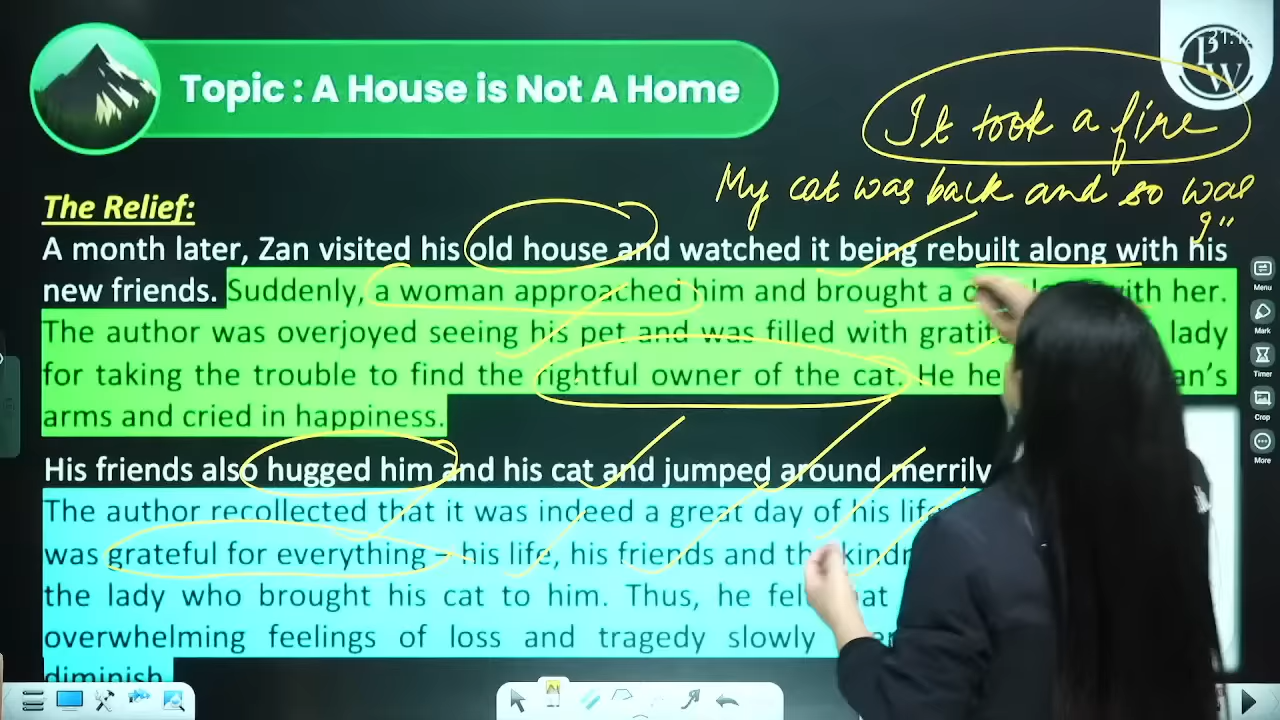 Topic : A House is Not A Home
PW
It took a fire
My cat was back and so was
I"
The Relief:
A month later, Zan visited his old house and watched it being rebuilt along with his
new friends. Suddenly, a woman approached him and brought a with her.
The author was overjoyed seeing his pet and was filled with lady
for taking the trouble to find the rightful owner of the cat. He
arms and cried in happiness.
His friends also hugged him and his cat and jumped around
The author recollected that it was indeed a great day of his
was grateful for everything – his life, his friends and
the lady who brought his cat to him. Thus, he
overwhelming feelings of loss and tragedy slowly
diminish.
Menu
Mark
Timer
Crop
More